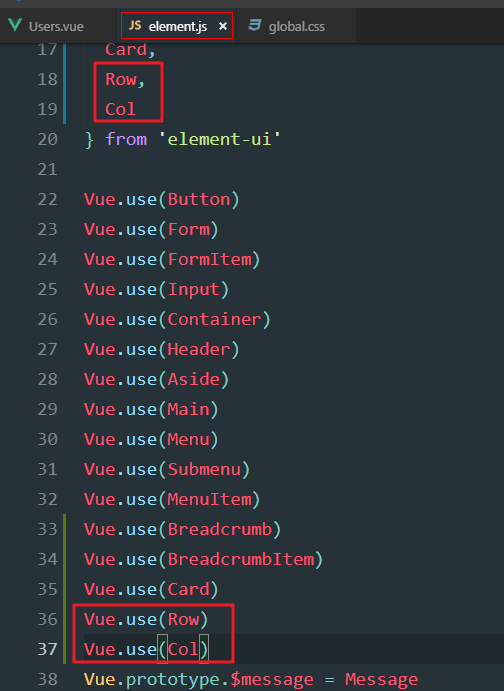 Users.vue JS element.js × global.css
17 Card,
18 Row,
19 Col
20 } from 'element-ui'
21
22 Vue.use(Button)
23 Vue.use(Form)
24 Vue.use(FormItem)
25 Vue.use(Input)
26 Vue.use(Container)
27 Vue.use(Header)
28 Vue.use(Aside)
29 Vue.use(Main)
30 Vue.use(Menu)
31 Vue.use(Submenu)
32 Vue.use(MenuItem)
33 Vue.use(Breadcrumb)
34 Vue.use(BreadcrumbItem)
35 Vue.use(Card)
36 Vue.use(Row)
37 Vue.use(Col)
38 Vue.prototype.$message = Message